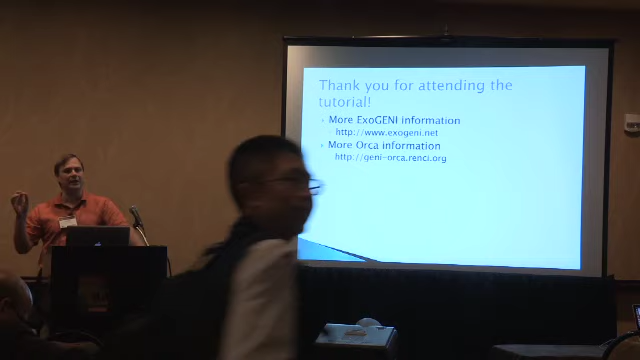 Thank you for attending the
tutorial!
More ExoGENI information
http://www.exogeni.net
More Orca information
http://geni-orca.renci.org